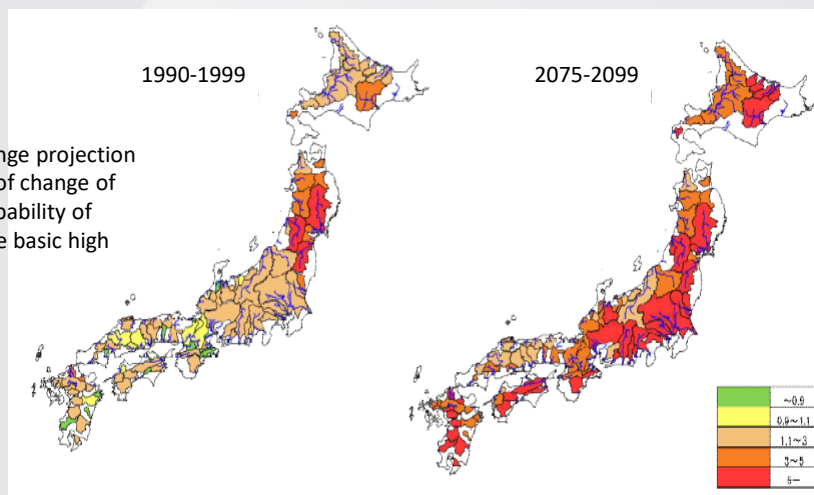 1990-1999
2075-2099
nge projection
of change of
pability of
e basic high
~0.9
0.9~1.1
1.1~3
3~5
5—